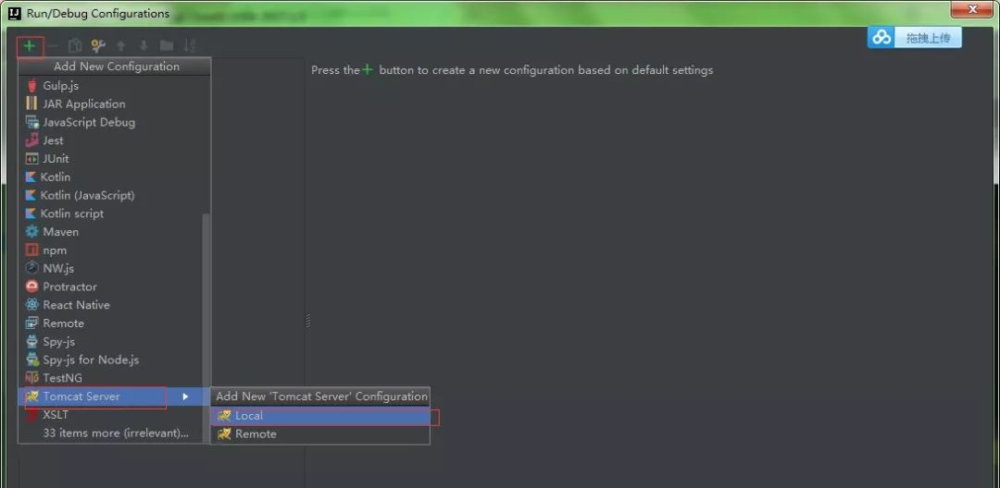 Run/Debug Configurations
拖拽上传
Add New Configuration
Press the + button to create a new configuration based on default settings
Gulp.js
JAR Application
JavaScript Debug
Jest
JUnit
Kotlin
Kotlin (JavaScript)
Kotlin script
Maven
npm
NW.js
Protractor
React Native
Remote
Spy-js
Spy-js for Node.js
TestNG
Tomcat Server
Add New 'Tomcat Server' Configuration
XSLT
Local
33 items more (irrelevant)...
Remote